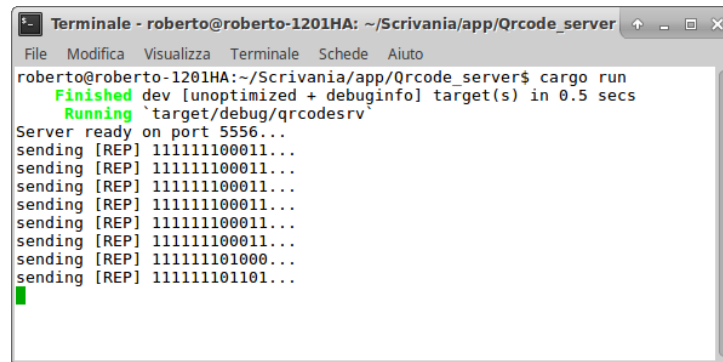 Terminale - roberto@roberto-1201HA: ~/Scrivania/app/Qrcode_server
File Modifica Visualizza Terminale Schede Aiuto
roberto@roberto-1201HA:~/Scrivania/app/Qrcode_server$ cargo run
Finished dev [unoptimized + debuginfo] target(s) in 0.5 secs
Running `target/debug/qrcodesrv`
Server ready on port 5556...
sending [REP] 111111100011...
sending [REP] 111111100011...
sending [REP] 111111100011...
sending [REP] 111111100011...
sending [REP] 111111100011...
sending [REP] 111111100011...
sending [REP] 111111101000...
sending [REP] 111111101101...